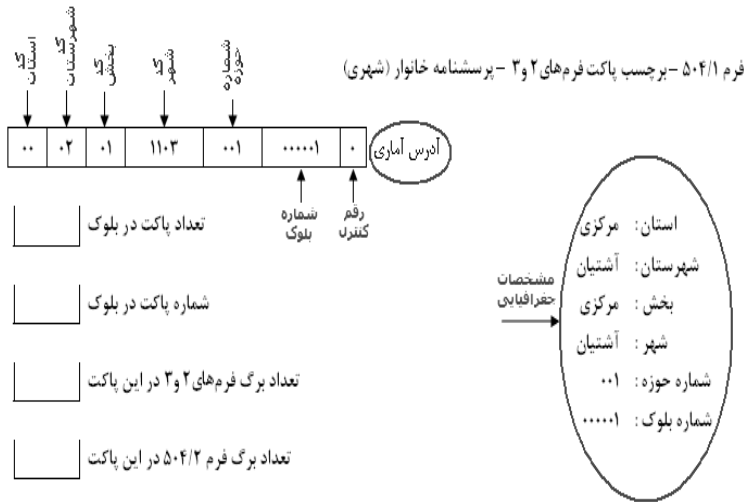 فرم ۵۰۴/۱ - برچسب پاکت فرم‌های ۲ و ۳ - پرسشنامه خانوار (شهری)
کد استان
کد شهرستان
کد بخش
کد شهر
شماره حوزه
۰۰ ۰۲ ۰۱ ۱۱۰۳ ۰۰۱ ۰۰۰۰۰۱ ۰ آدرس آماری
شماره بلوک
رقم کنترل
تعداد پاکت در بلوک
شماره پاکت در بلوک
تعداد برگ فرم‌های ۲ و ۳ در این پاکت
تعداد برگ فرم ۵۰۴/۲ در این پاکت
مشخصات
جغرافیایی
استان: مرکزی
شهرستان: آشتیان
بخش: مرکزی
شهر: آشتیان
شماره حوزه: ۰۰۱
شماره بلوک: ۰۰۰۰۰۱